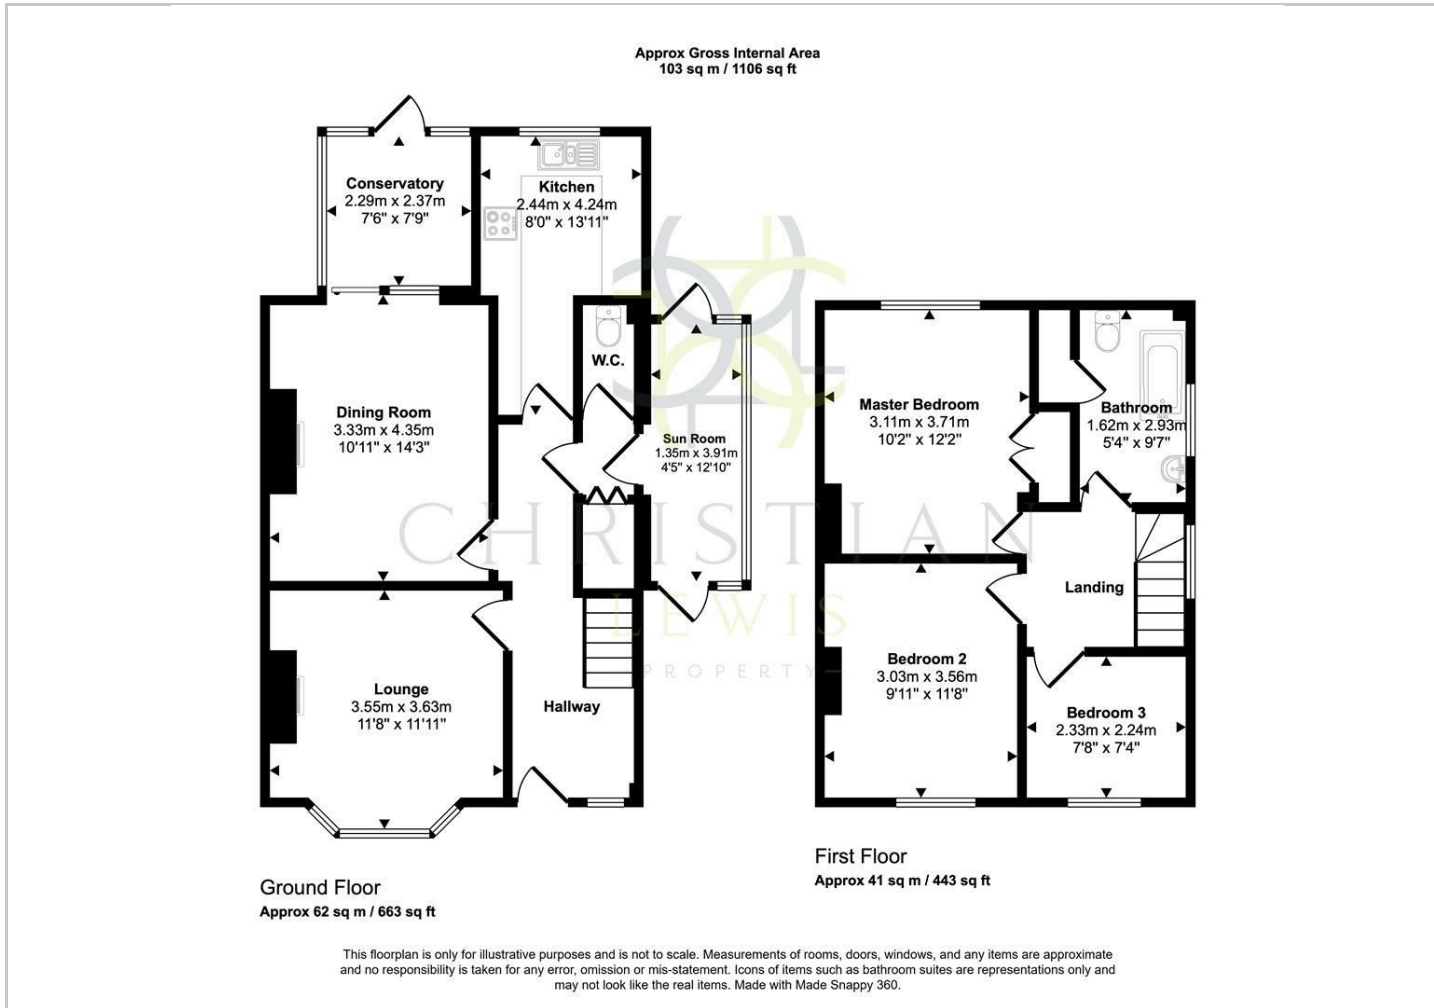 Approx Gross Internal Area
103 sq m / 1106 sq ft
Conservatory
2.29m x 2.37m
7'6" x 7'9"
Kitchen
2.44m x 4.24m
8'0" x 13'11"
W.C.
Dining Room
3.33m x 4.35m
10'11" x 14'3"
Sun Room
1.35m x 3.91m
4'5" x 12'10"
Lounge
3.55m x 3.63m
11'8" x 11'11"
Hallway
Master Bedroom
3.11m x 3.71m
10'2" x 12'2"
Bathroom
1.62m x 2.93m
5'4" x 9'7"
Landing
Bedroom 2
3.03m x 3.56m
9'11" x 11'8"
Bedroom 3
2.33m x 2.24m
7'8" x 7'4"
CHRISTIAN
LEWIS
PROPERTY
Ground Floor
Approx 62 sq m / 663 sq ft
First Floor
Approx 41 sq m / 443 sq ft
This floorplan is only for illustrative purposes and is not to scale. Measurements of rooms, doors, windows, and any items are approximate
and no responsibility is taken for any error, omission or mis-statement. Icons of items such as bathroom suites are representations only and
may not look like the real items. Made with Made Snappy 360.